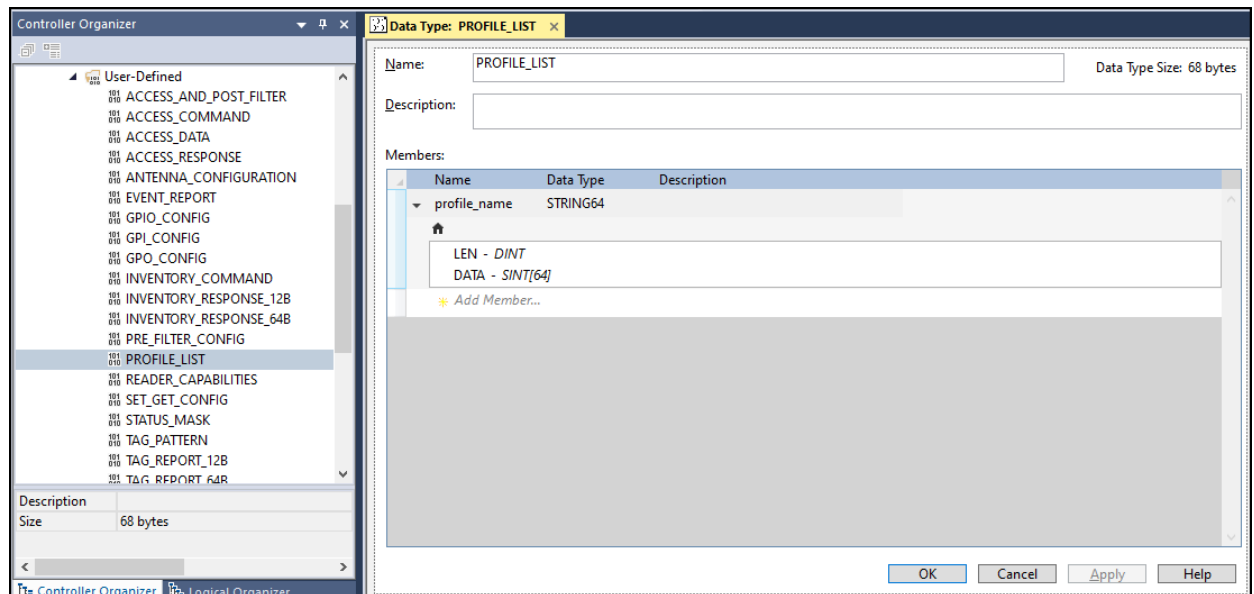 Controller Organizer
User-Defined
ACCESS_AND_POST_FILTER
ACCESS_COMMAND
ACCESS_DATA
ACCESS_RESPONSE
ANTENNA_CONFIGURATION
EVENT_REPORT
GPIO_CONFIG
GPI_CONFIG
GPO_CONFIG
INVENTORY_COMMAND
INVENTORY_RESPONSE_12B
INVENTORY_RESPONSE_64B
PRE_FILTER_CONFIG
PROFILE_LIST
READER_CAPABILITIES
SET_GET_CONFIG
STATUS_MASK
TAG_PATTERN
TAG_REPORT_12B
TAG_REPORT_64B
Description
Size 68 bytes
Controller Organizer Logical Organizer
Data Type: PROFILE_LIST
Name: PROFILE_LIST Data Type Size: 68 bytes
Description:
Members:
Name Data Type Description
profile_name STRING64
LEN - DINT
DATA - SINT[64]
Add Member...
OK Cancel Apply Help